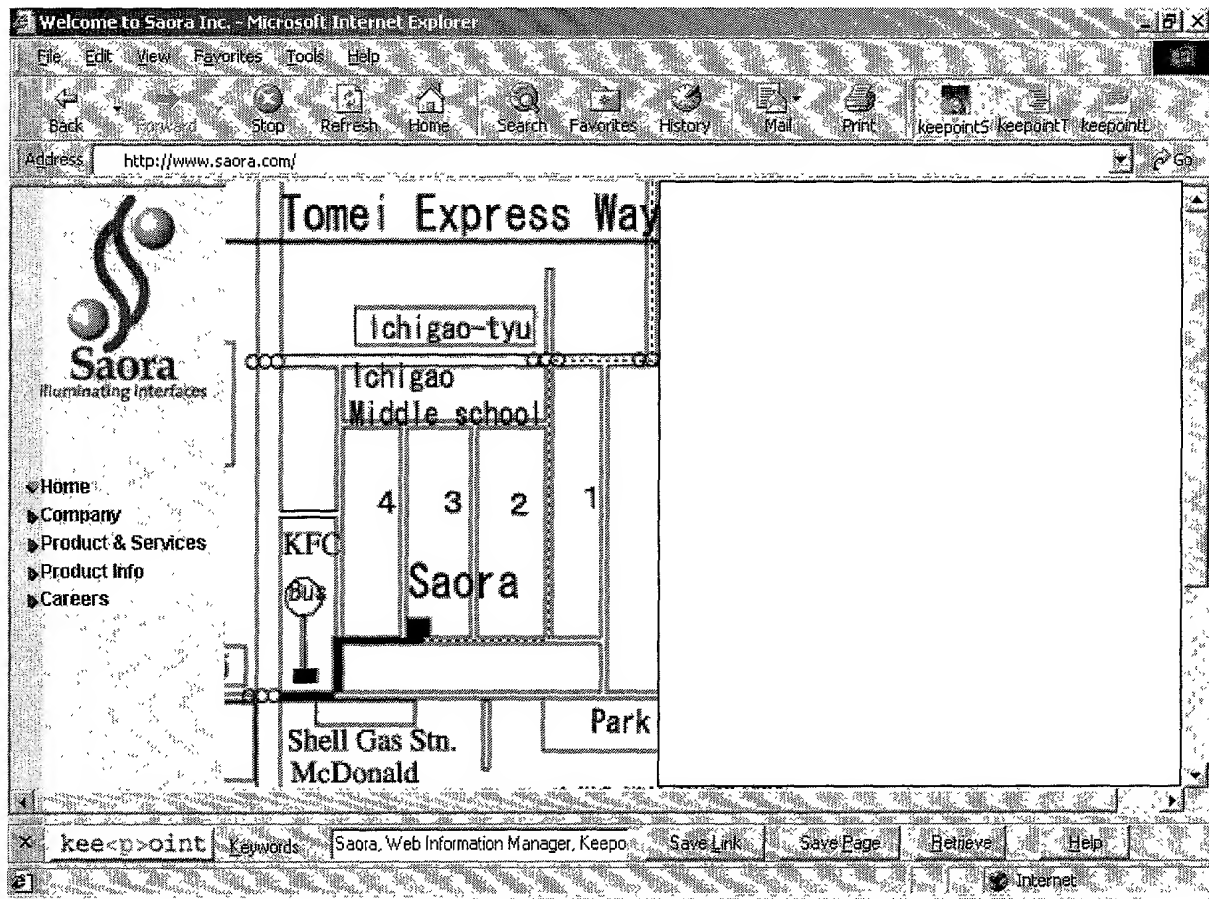 Welcome to Saora Inc. - Microsoft Internet Explorer
File Edit View Favorites Tools Help
Back Forward Stop Refresh Home Search Favorites History Mail Print keepointS keepointT keepointL
Address http://www.saora.com/ Go
Tomei Express Way
Ichigao-tyu
Saora
Illuminating Interfaces
Ichigao
Middle school
Home
Company
Product & Services
Product Info
Careers
4 3 2 1
KFC
Bus
Saora
Park
Shell Gas Stn.
McDonald
kee<p>oint Keywords Saora, Web Information Manager, Keepo Save Link Save Page Retrieve Help
Internet